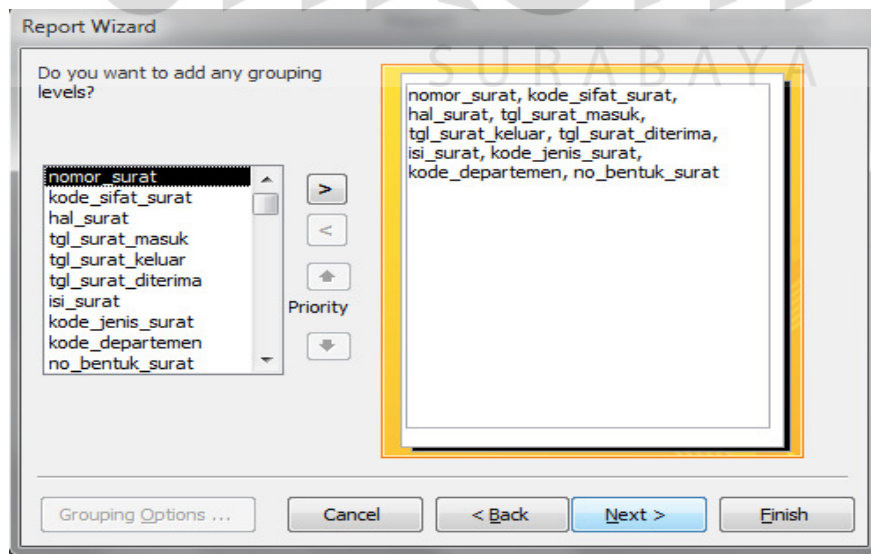 Report Wizard
SURABAYA
Do you want to add any grouping
levels?
nomor_surat
kode_sifat_surat
hal_surat
tgl_surat_masuk
tgl_surat_keluar
tgl_surat_diterima
isi_surat
kode_jenis_surat
kode_departemen
no_bentuk_surat
>
<
Priority
nomor_surat, kode_sifat_surat,
hal_surat, tgl_surat_masuk,
tgl_surat_keluar, tgl_surat_diterima,
isi_surat, kode_jenis_surat,
kode_departemen, no_bentuk_surat
Grouping Options ...
Cancel
< Back
Next >
Finish